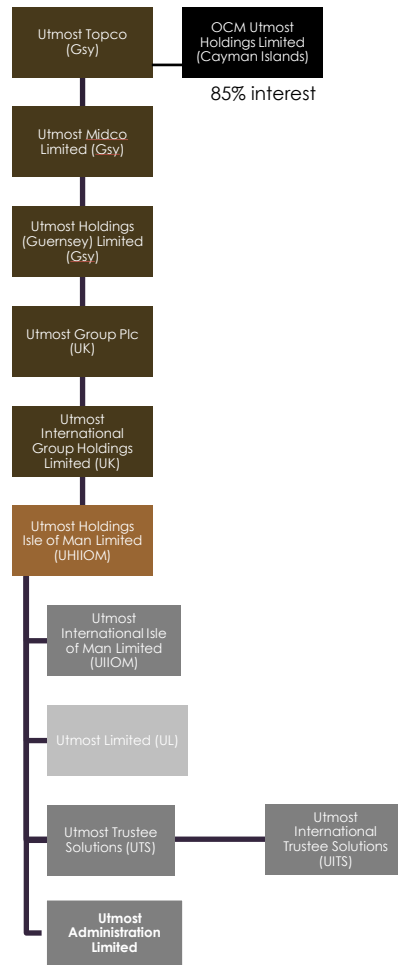 Utmost Topco
(Gsy)
OCM Utmost
Holdings Limited
(Cayman Islands)
85% interest
Utmost Midco
Limited (Gsy)
Utmost Holdings
(Guernsey) Limited
(Gsy)
Utmost Group Plc
(UK)
Utmost
International
Group Holdings
Limited (UK)
Utmost Holdings
Isle of Man Limited
(UHIIOM)
Utmost
International Isle
of Man Limited
(UIIOM)
Utmost Limited (UL)
Utmost Trustee
Solutions (UTS)
Utmost
International
Trustee Solutions
(UITS)
Utmost
Administration
Limited